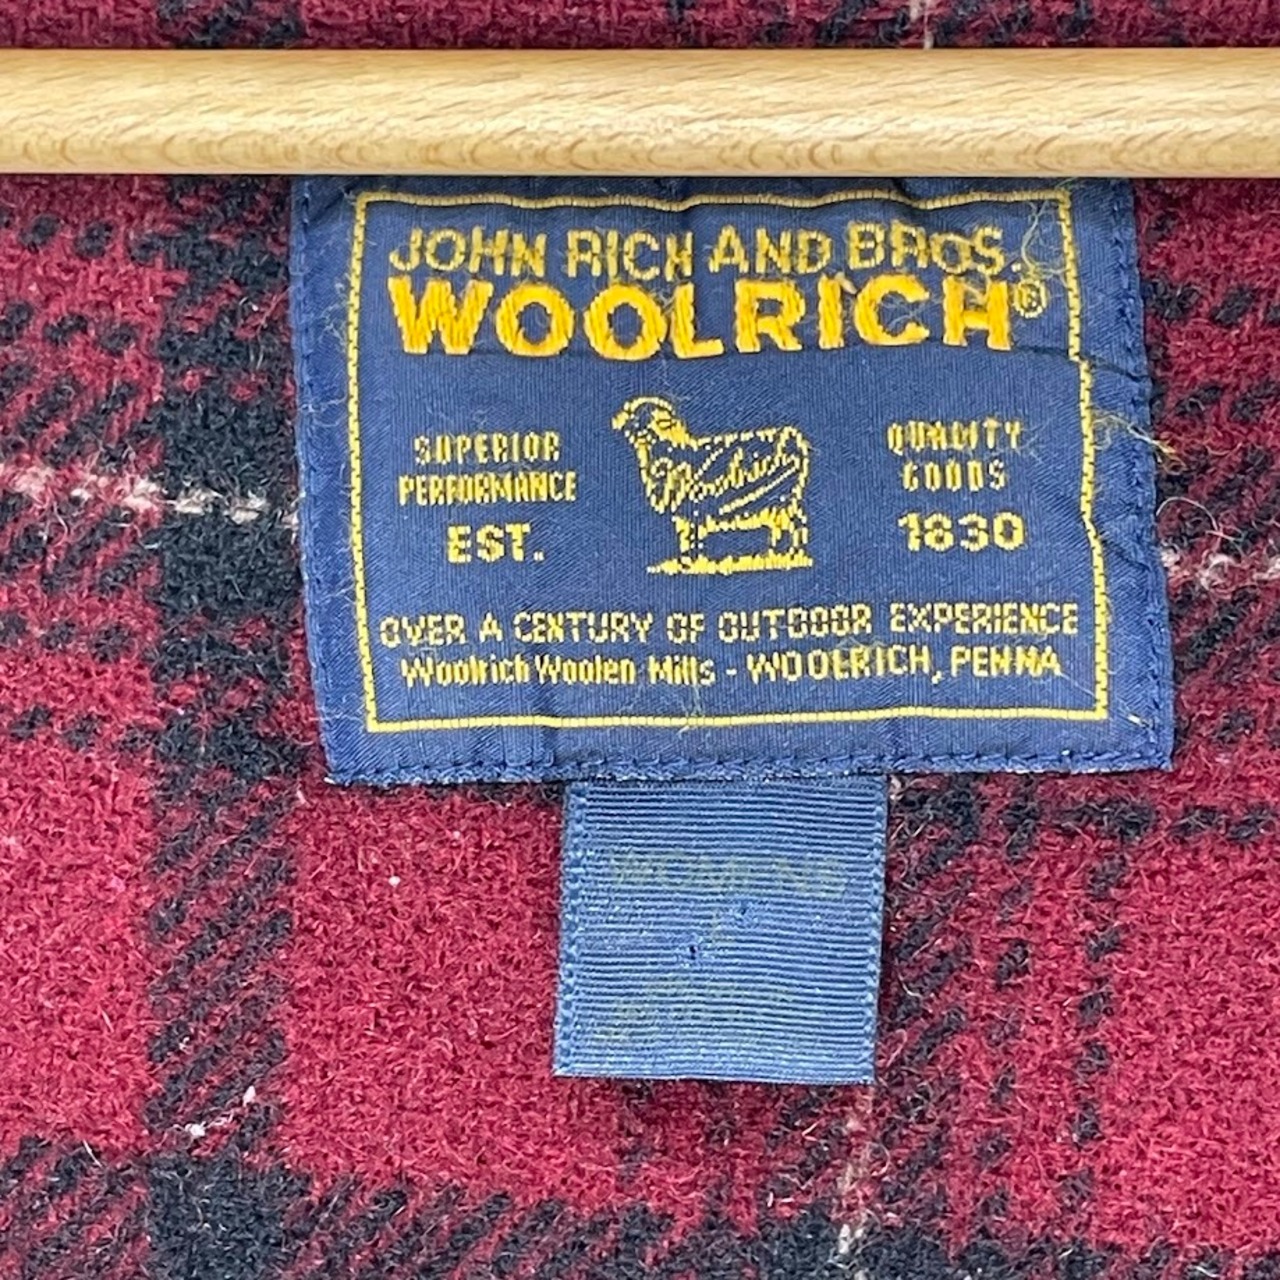 JOHN RICH AND BROS.
WOOLRICH®
SUPERIOR
PERFORMANCE
EST.
Woolrich
QUALITY
GOODS
1830
OVER A CENTURY OF OUTDOOR EXPERIENCE
Woolrich Woolen Mills - WOOLRICH, PENNA